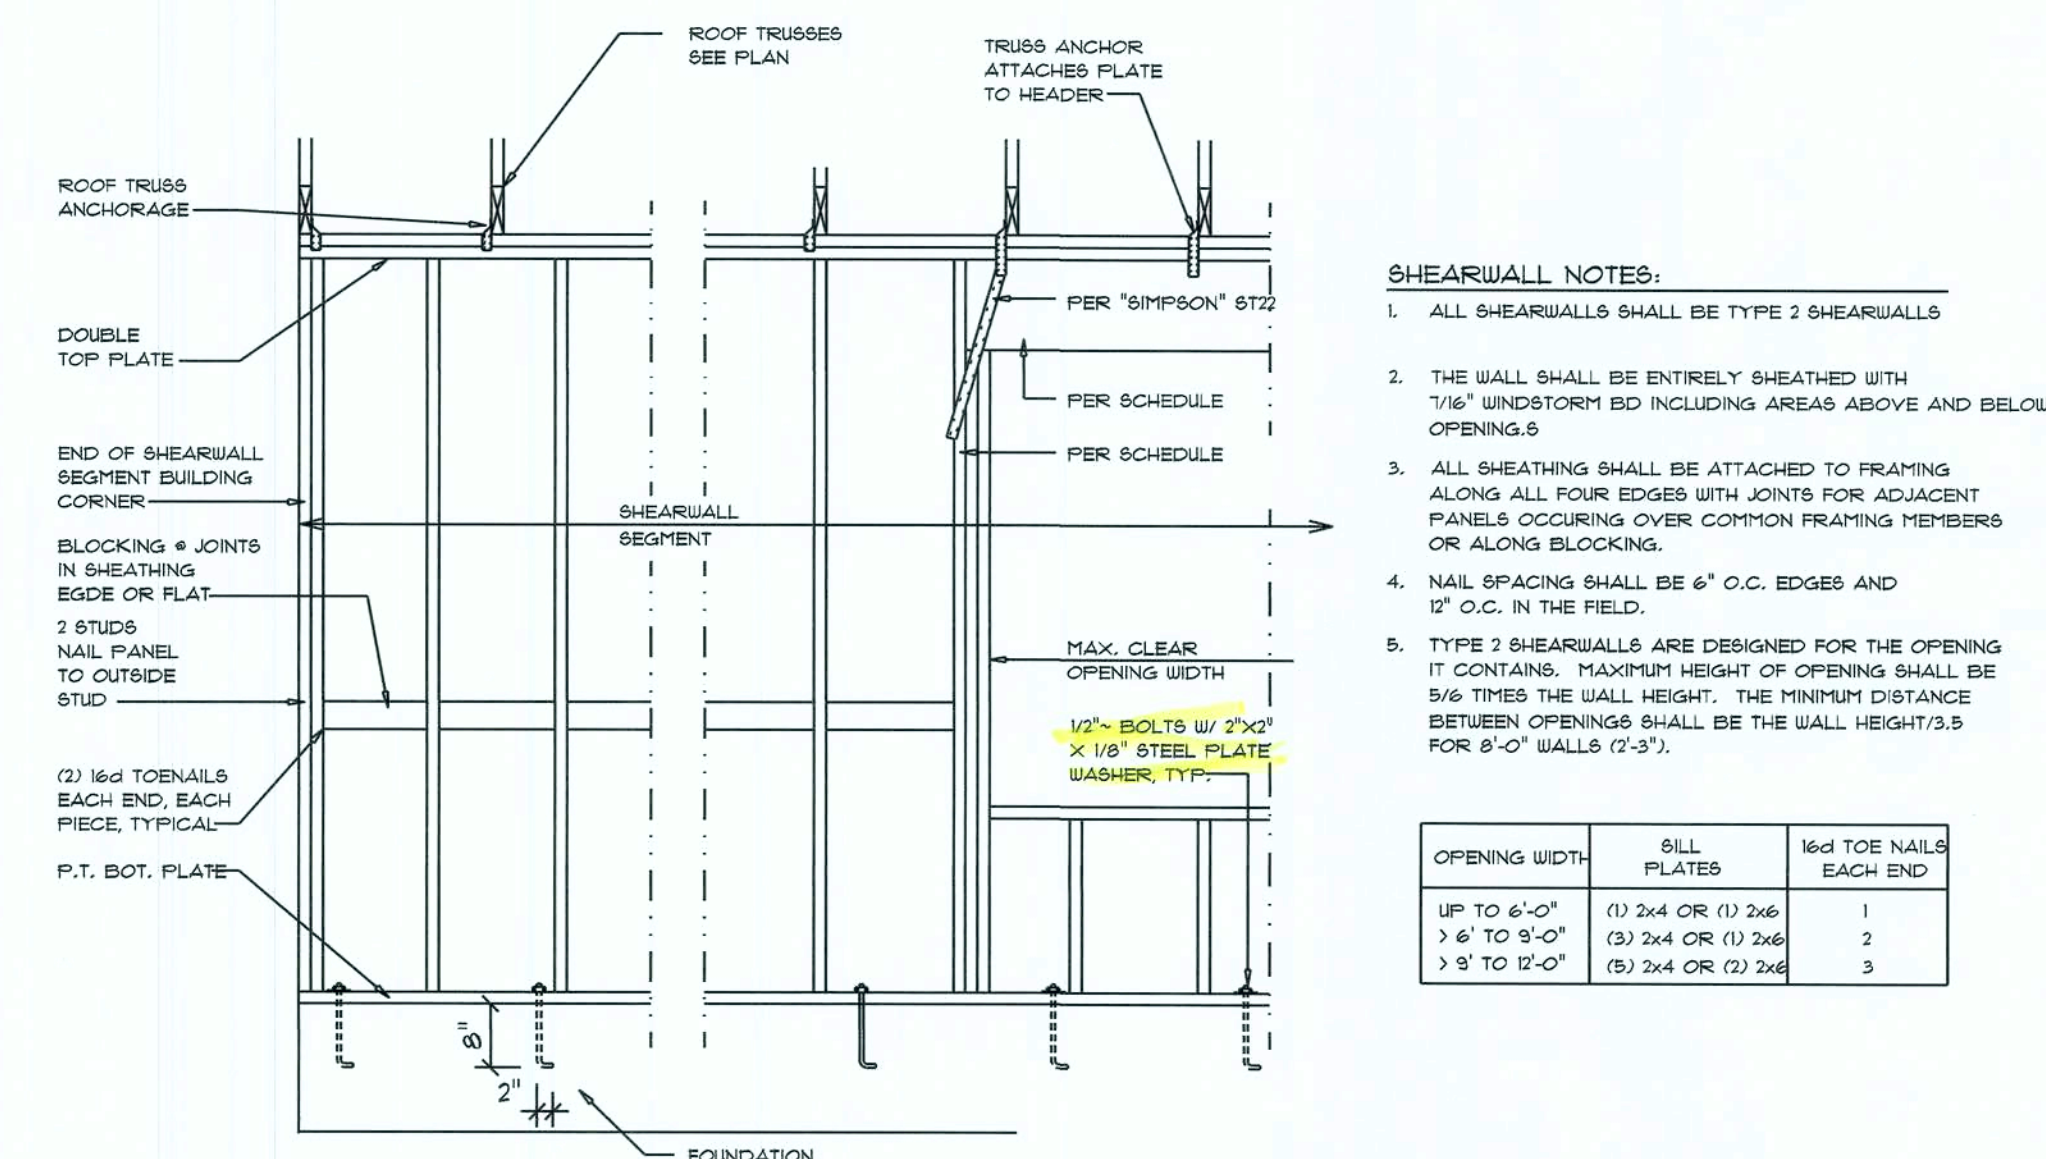 ROOF TRUSSES
SEE PLAN
TRUSS ANCHOR
ATTACHES PLATE
TO HEADER
ROOF TRUSS
ANCHORAGE
DOUBLE
TOP PLATE
END OF SHEARWALL
SEGMENT BUILDING
CORNER
BLOCKING @ JOINTS
IN SHEATHING
EGDE OR FLAT
2 STUDS
NAIL PANEL
TO OUTSIDE
STUD
(2) 16d TOENAILS
EACH END, EACH
PIECE, TYPICAL
P.T. BOT. PLATE
SHEARWALL
SEGMENT
PER "SIMPSON" ST22
PER SCHEDULE
PER SCHEDULE
MAX. CLEAR
OPENING WIDTH
1/2"~ BOLTS W/ 2"X2"
X 1/8" STEEL PLATE
WASHER, TYP.
8"
2"
FOUNDATION
SHEARWALL NOTES:
1. ALL SHEARWALLS SHALL BE TYPE 2 SHEARWALLS
2. THE WALL SHALL BE ENTIRELY SHEATHED WITH
7/16" WINDSTORM BD INCLUDING AREAS ABOVE AND BELOW
OPENING.S
3. ALL SHEATHING SHALL BE ATTACHED TO FRAMING
ALONG ALL FOUR EDGES WITH JOINTS FOR ADJACENT
PANELS OCCURING OVER COMMON FRAMING MEMBERS
OR ALONG BLOCKING.
4. NAIL SPACING SHALL BE 6" O.C. EDGES AND
12" O.C. IN THE FIELD.
5. TYPE 2 SHEARWALLS ARE DESIGNED FOR THE OPENING
IT CONTAINS. MAXIMUM HEIGHT OF OPENING SHALL BE
5/6 TIMES THE WALL HEIGHT. THE MINIMUM DISTANCE
BETWEEN OPENINGS SHALL BE THE WALL HEIGHT/3.5
FOR 8'-0" WALLS (2'-3").
OPENING WIDTH
SILL
PLATES
16d TOE NAILS
EACH END
UP TO 6'-0" (1) 2x4 OR (1) 2x6 1
> 6' TO 9'-0" (3) 2x4 OR (1) 2x6 2
> 9' TO 12'-0" (5) 2x4 OR (2) 2x6 3